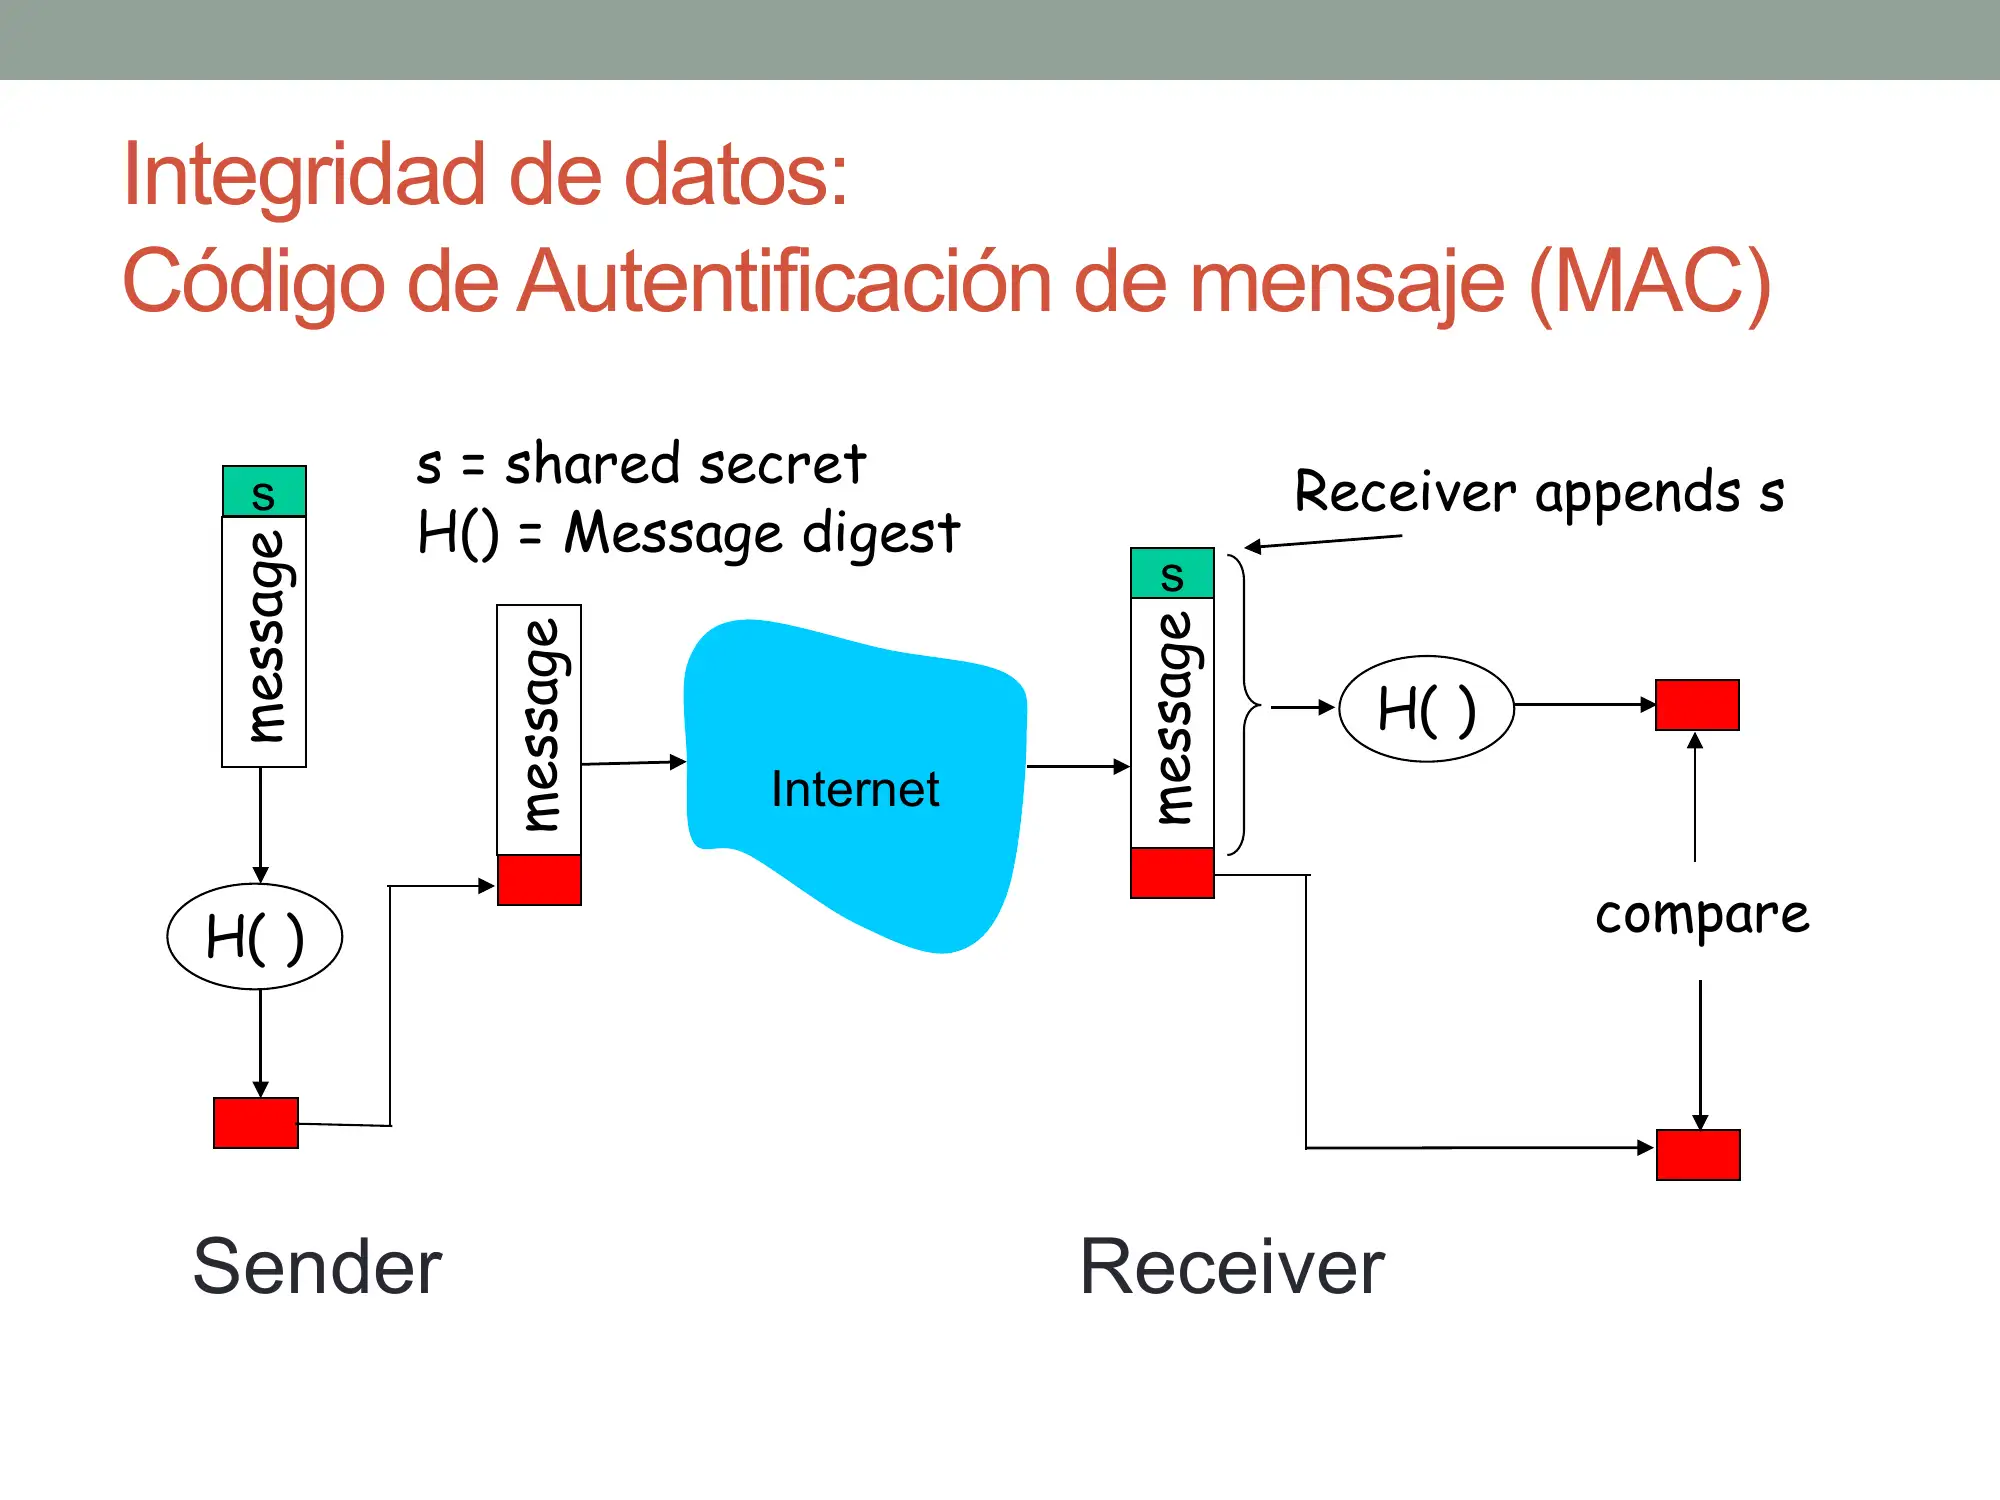 Integridad de datos:
Código de Autentificación de mensaje (MAC)
s = shared secret
H() = Message digest
Receiver appends s
s
message
message
s
message
Internet
H( )
H( )
compare
Sender
Receiver